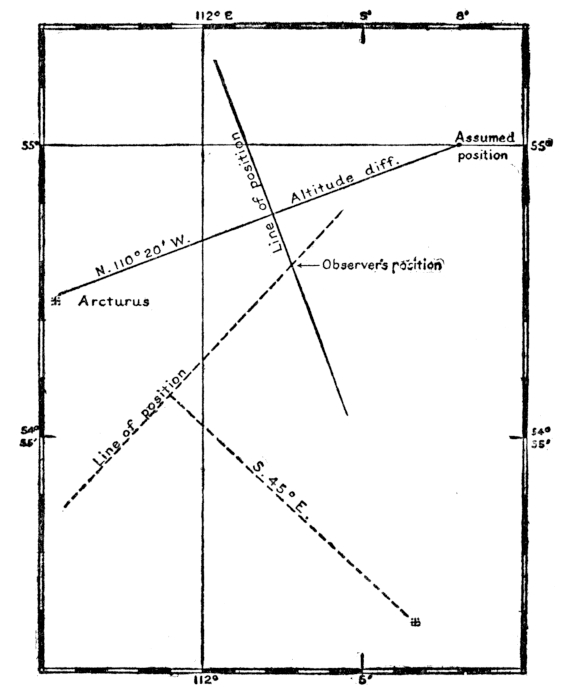 112° E
5'
8'
55°
Assumed
position
55°
Line of position
Altitude diff.
N. 110° 20' W.
Observer's position
Arcturus
Line of position
54°
55'
54°
55'
S. 45° E.
112°
5'